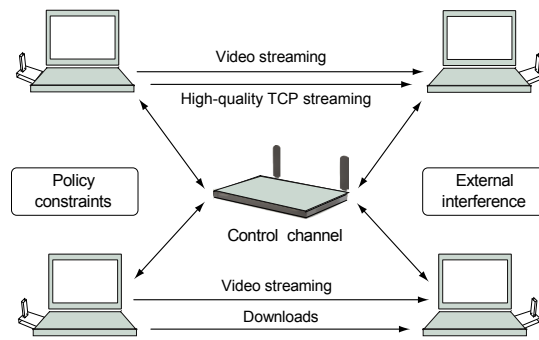 Video streaming
High-quality TCP streaming
Policy
constraints
External
interference
Control channel
Video streaming
Downloads